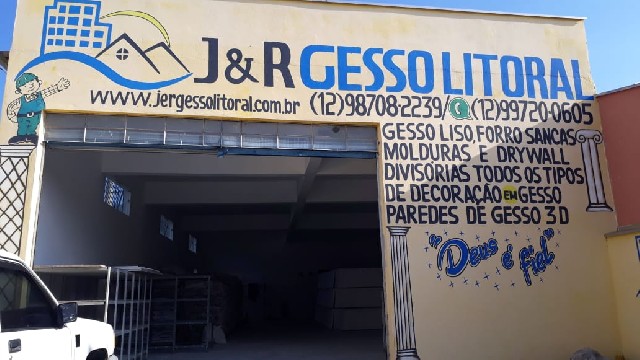 J&R GESSO LITORAL
www.jergessolitoral.com.br (12)98708-2239/(12)99720-0605
GESSO LISO, FORRO SANCAS
MOLDURAS E DRYWALL
DIVISÓRIAS TODOS OS TIPOS
DE DECORAÇÃO EM GESSO
PAREDES DE GESSO 3D
"Deus é fiel"